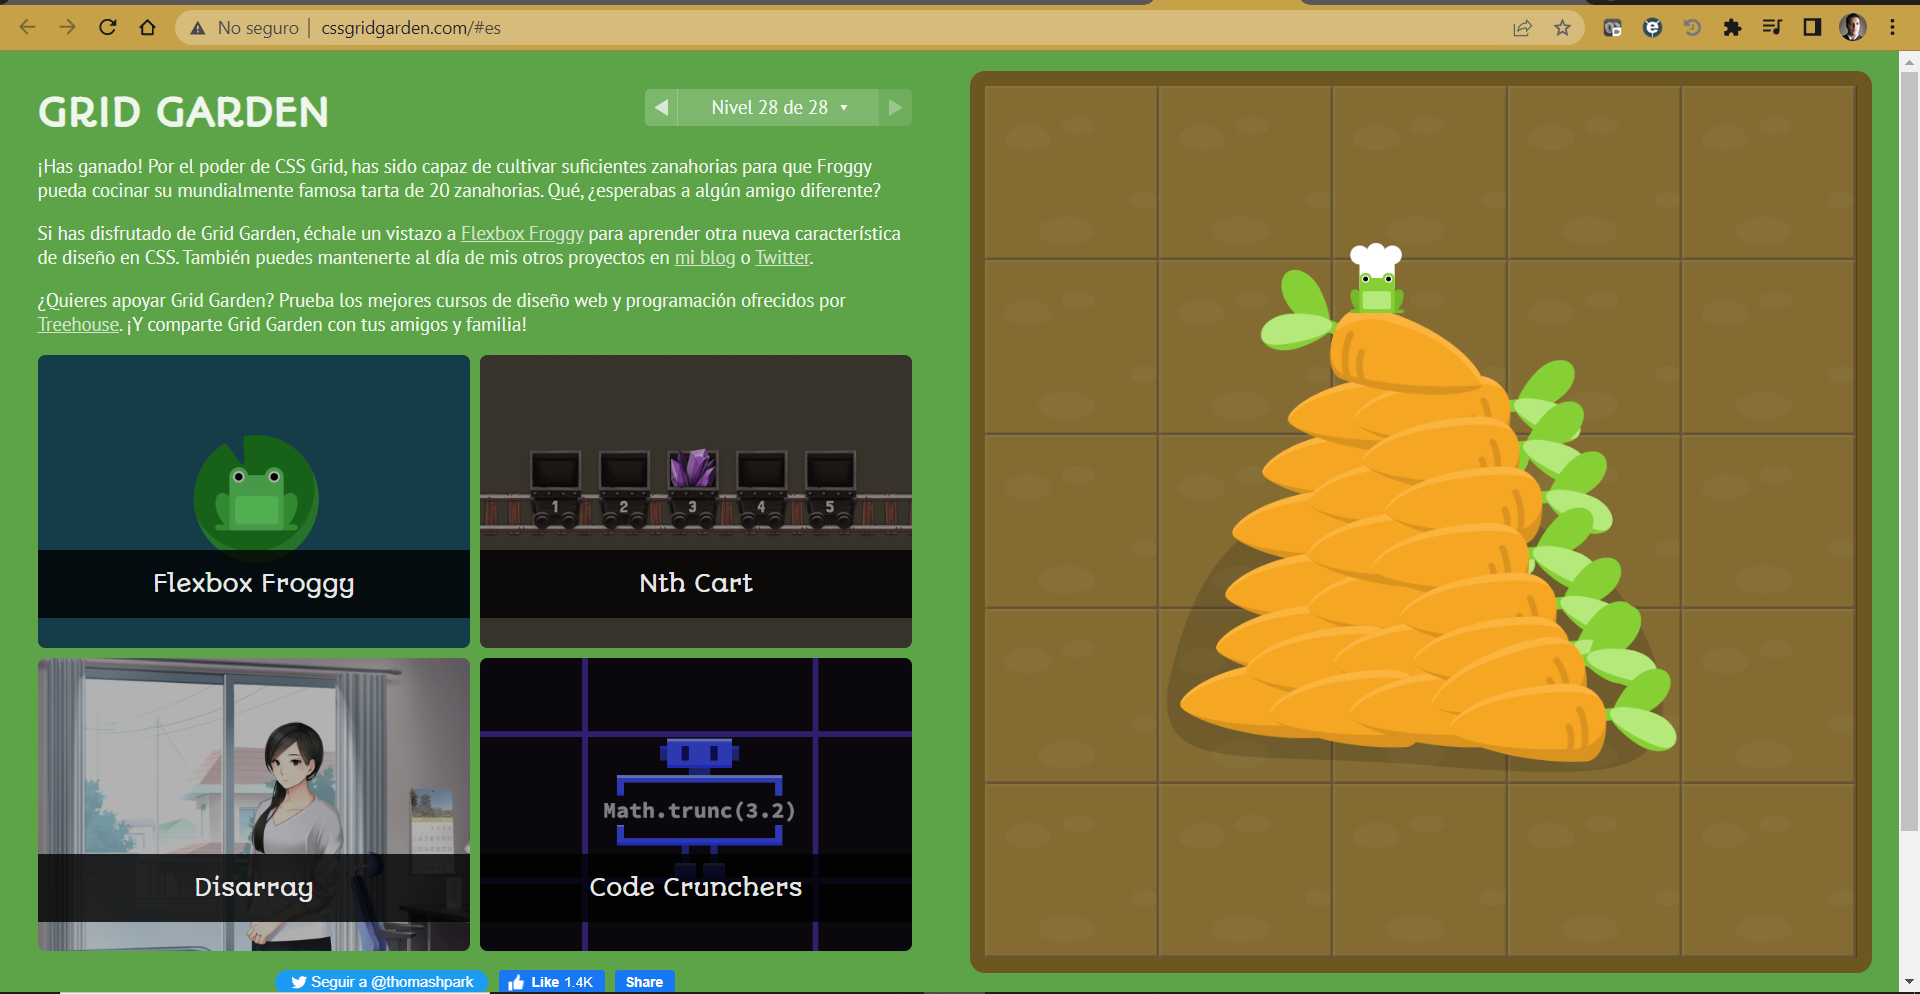 No seguro
cssgridgarden.com/#es
GRID GARDEN
Nivel 28 de 28
¡Has ganado! Por el poder de CSS Grid, has sido capaz de cultivar suficientes zanahorias para que Froggy
pueda cocinar su mundialmente famosa tarta de 20 zanahorias. Qué, ¿esperabas a algún amigo diferente?
Si has disfrutado de Grid Garden, échale un vistazo a Flexbox Froggy para aprender otra nueva característica
de diseño en CSS. También puedes mantenerte al día de mis otros proyectos en mi blog o Twitter.
¿Quieres apoyar Grid Garden? Prueba los mejores cursos de diseño web y programación ofrecidos por
Treehouse. ¡Y comparte Grid Garden con tus amigos y familia!
Flexbox Froggy
1 2 3 4 5
Nth Cart
Disarray
Math.trunc(3.2)
Code Crunchers
Seguir a @thomashpark
Like 1.4K
Share